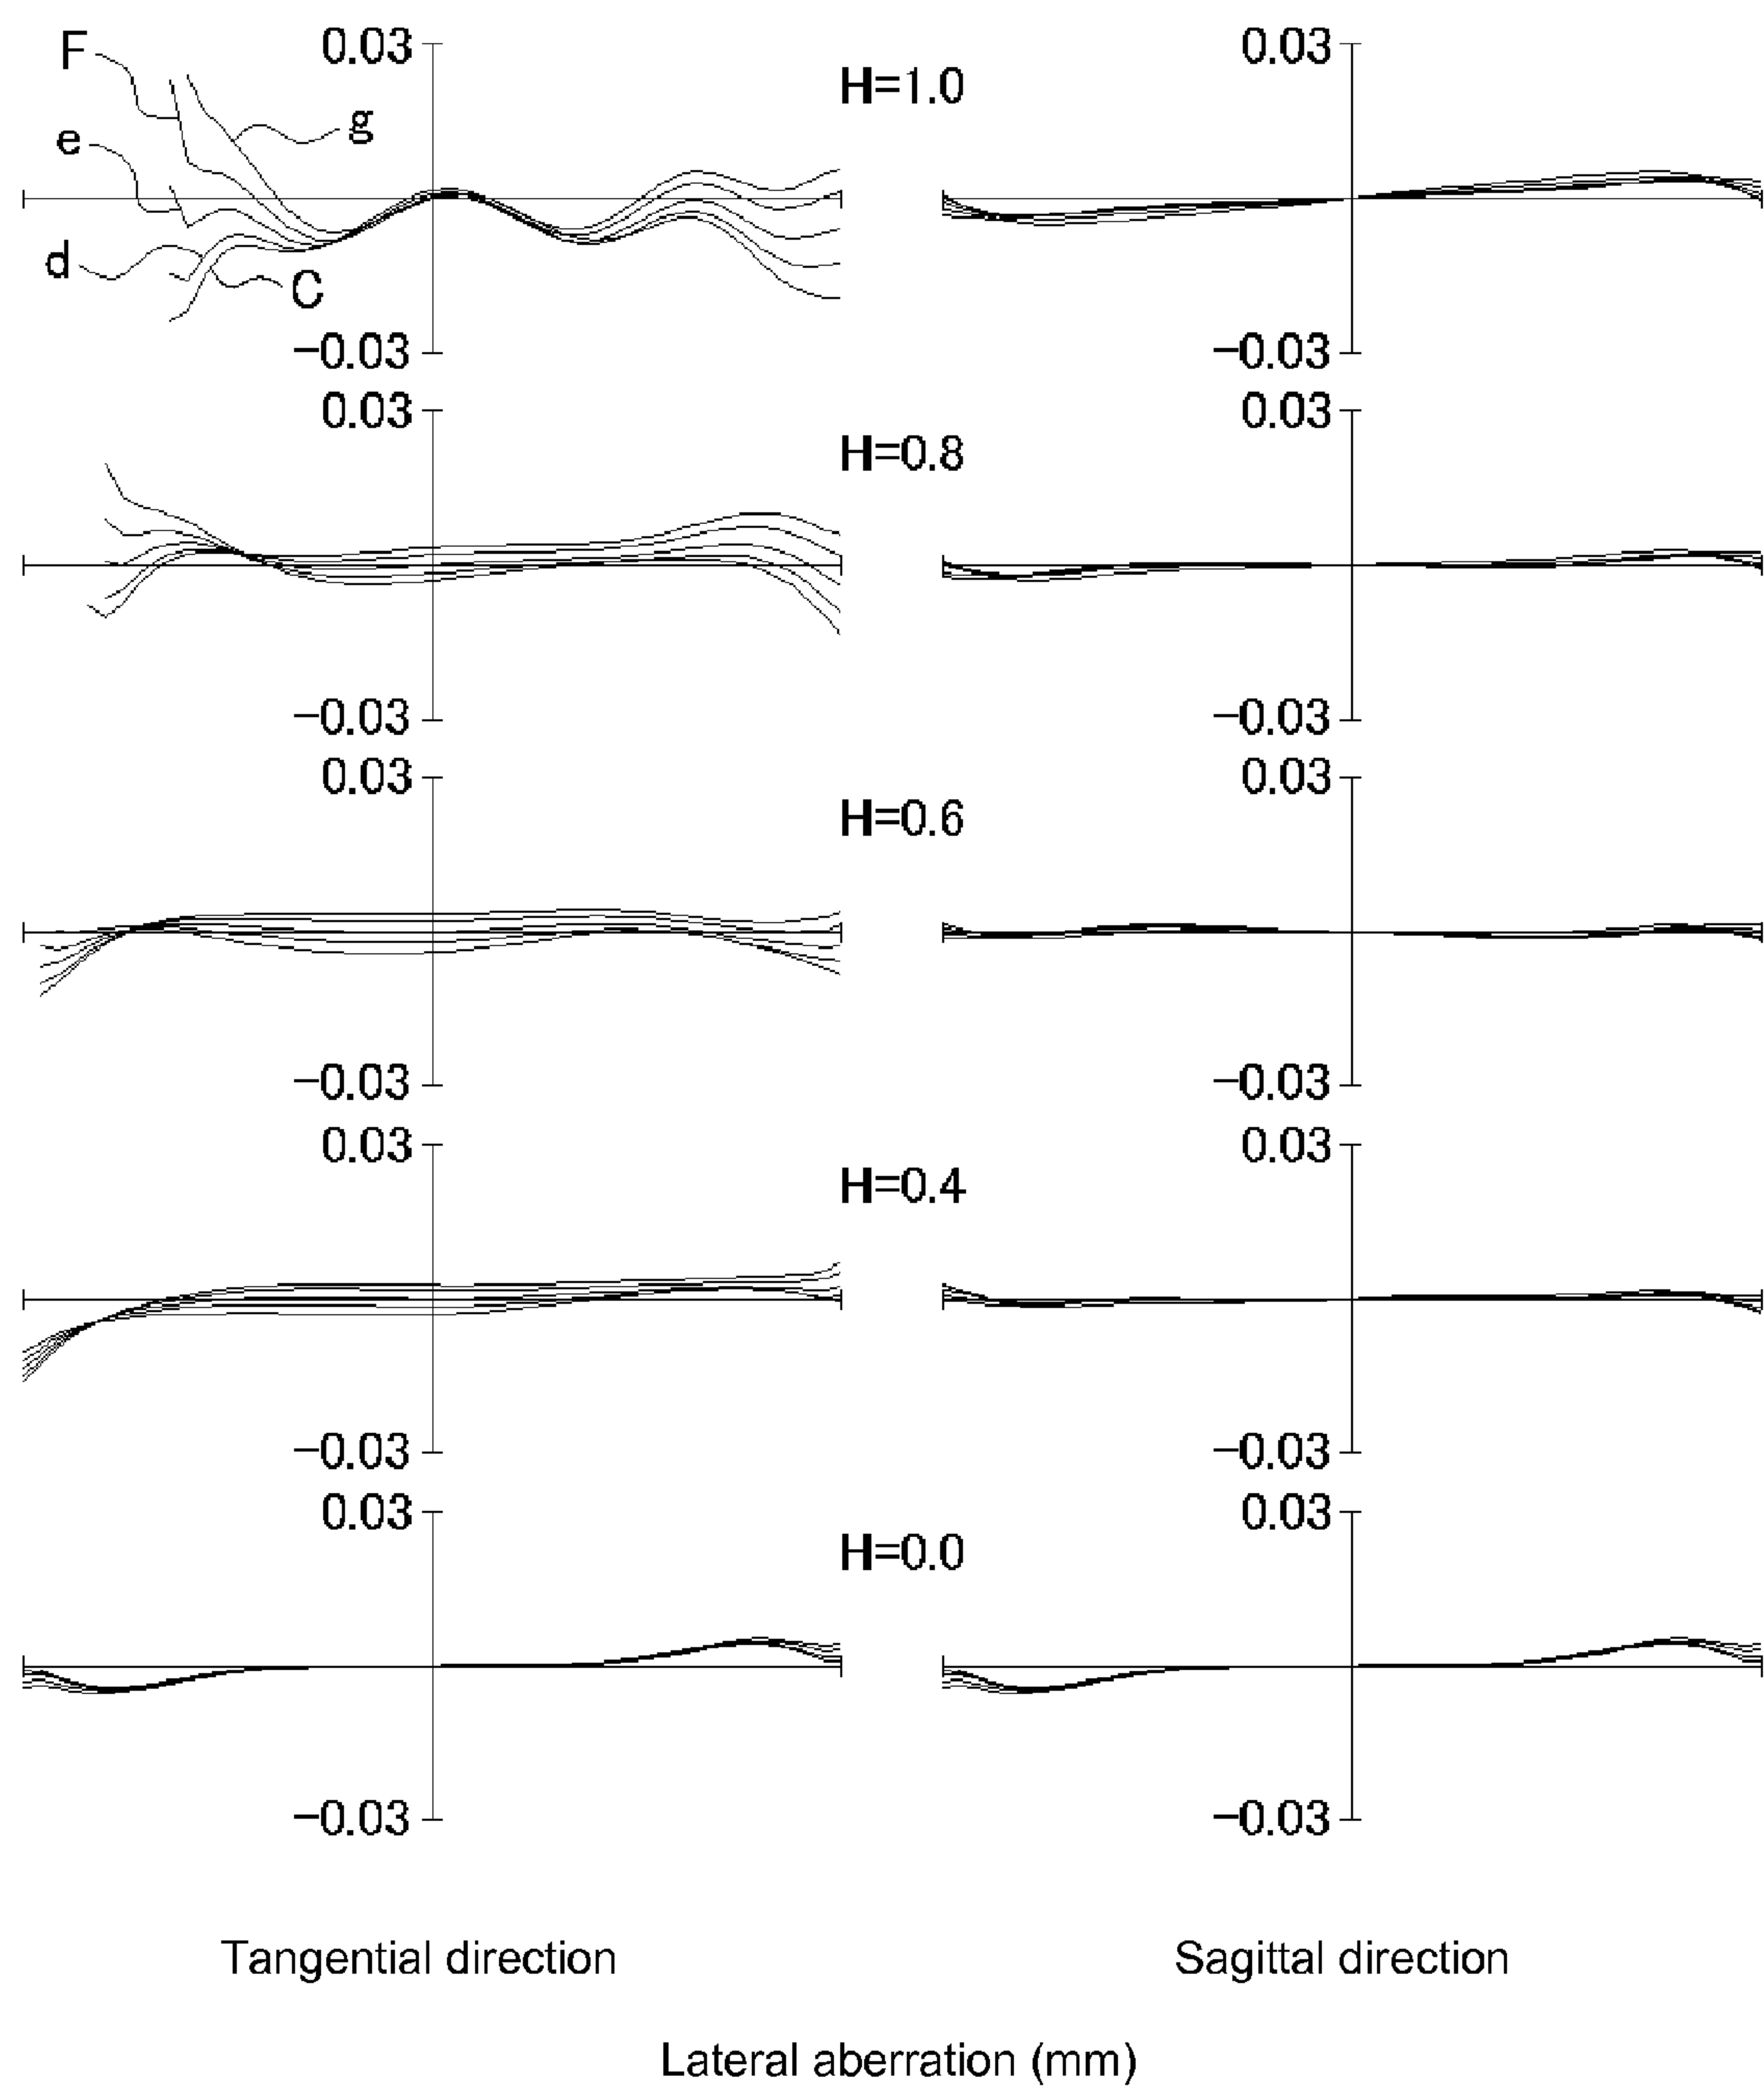 0.03 0.03
F
H=1.0
g
e
d
C
−0.03 −0.03
0.03 0.03
H=0.8
−0.03 −0.03
0.03 0.03
H=0.6
−0.03 −0.03
0.03 0.03
H=0.4
−0.03 −0.03
0.03 0.03
H=0.0
−0.03 −0.03
Tangential direction Sagittal direction
Lateral aberration (mm)